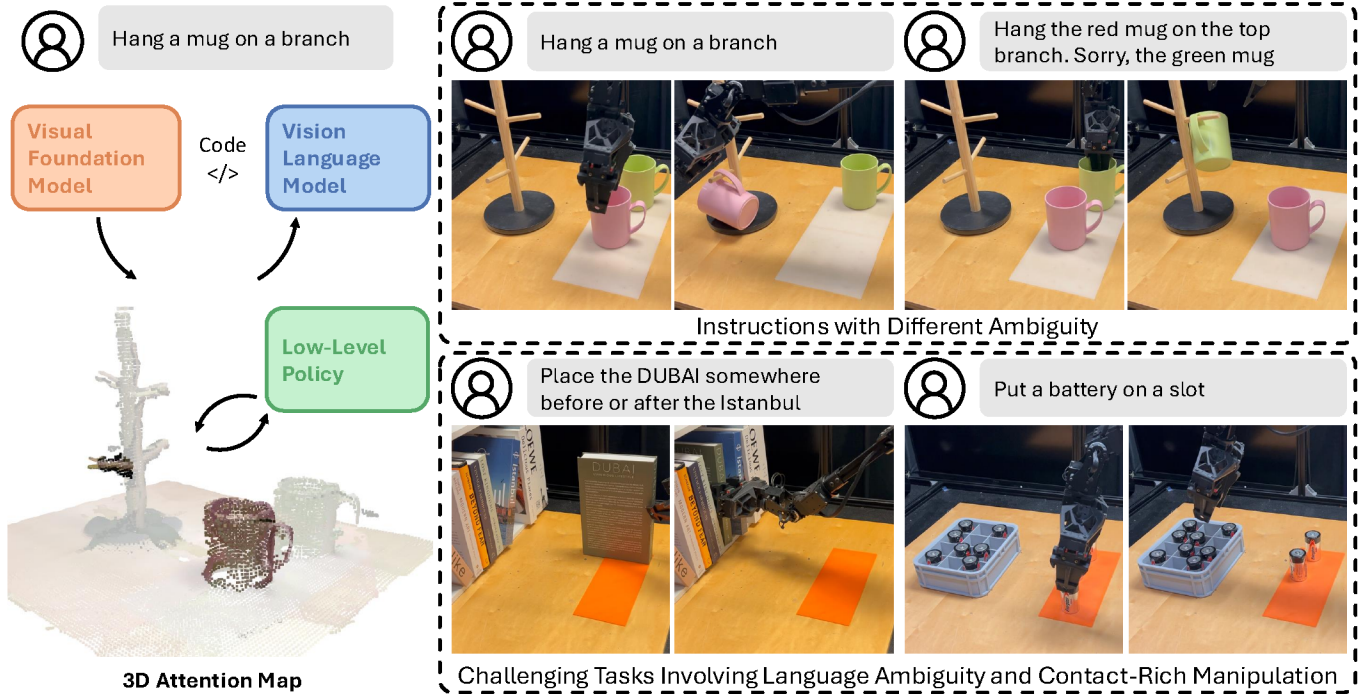 Hang a mug on a branch
Visual
Foundation
Model
Code
</>
Vision
Language
Model
Low-Level
Policy
3D Attention Map
Hang a mug on a branch
Hang the red mug on the top
branch. Sorry, the green mug
Instructions with Different Ambiguity
Place the DUBAI somewhere
before or after the Istanbul
DUBAI
Put a battery on a slot
Challenging Tasks Involving Language Ambiguity and Contact-Rich Manipulation